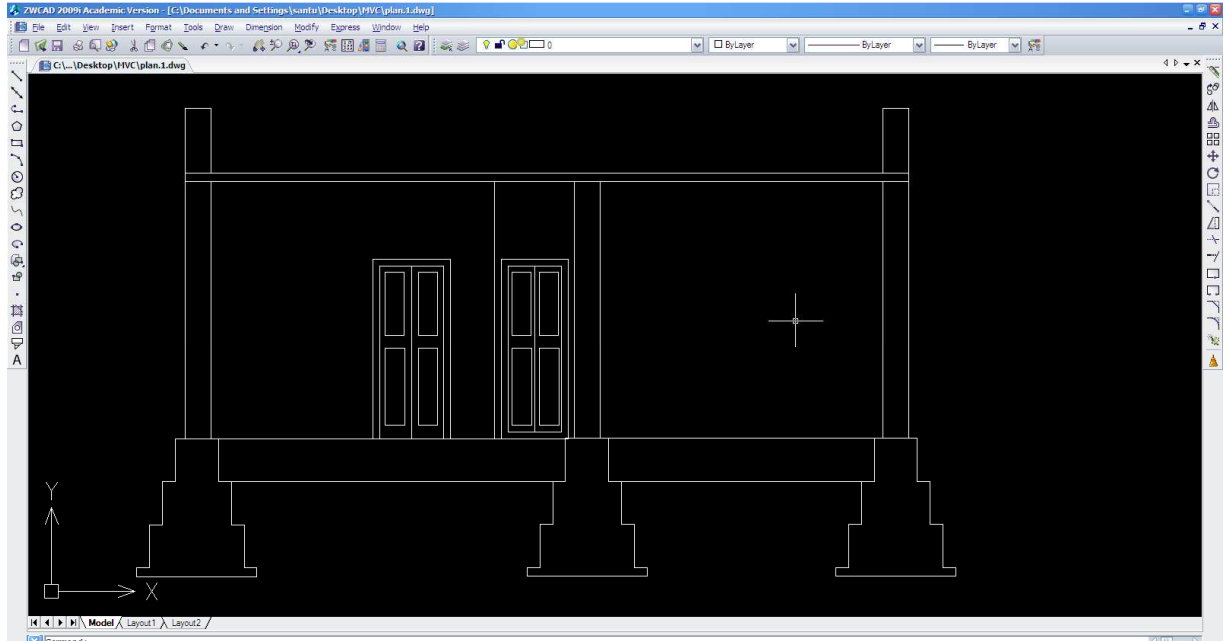 ZWCAD 2009i Academic Version - [C:\Documents and Settings\santu\Desktop\MVC\plan.1.dwg]
File Edit View Insert Format Tools Draw Dimension Modify Express Window Help
0 ByLayer ByLayer ByLayer
C:\...\Desktop\MVC\plan.1.dwg
A
Y
X
Model Layout1 Layout2